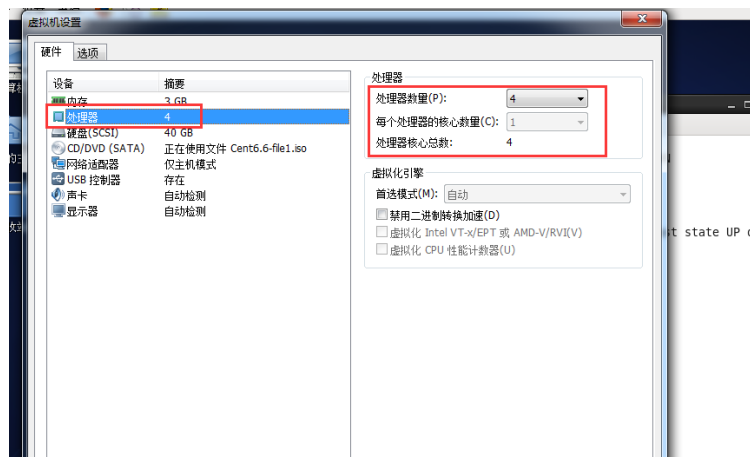 虚拟机设置
硬件 选项
设备 摘要
内存 3 GB
处理器 4
硬盘(SCSI) 40 GB
CD/DVD (SATA) 正在使用文件 Cent6.6-file1.iso
网络适配器 仅主机模式
USB 控制器 存在
声卡 自动检测
显示器 自动检测
处理器
处理器数量(P): 4
每个处理器的核心数量(C): 1
处理器核心总数: 4
虚拟化引擎
首选模式(M): 自动
禁用二进制转换加速(D)
虚拟化 Intel VT-x/EPT 或 AMD-V/RVI(V)
虚拟化 CPU 性能计数器(U)
t state UP